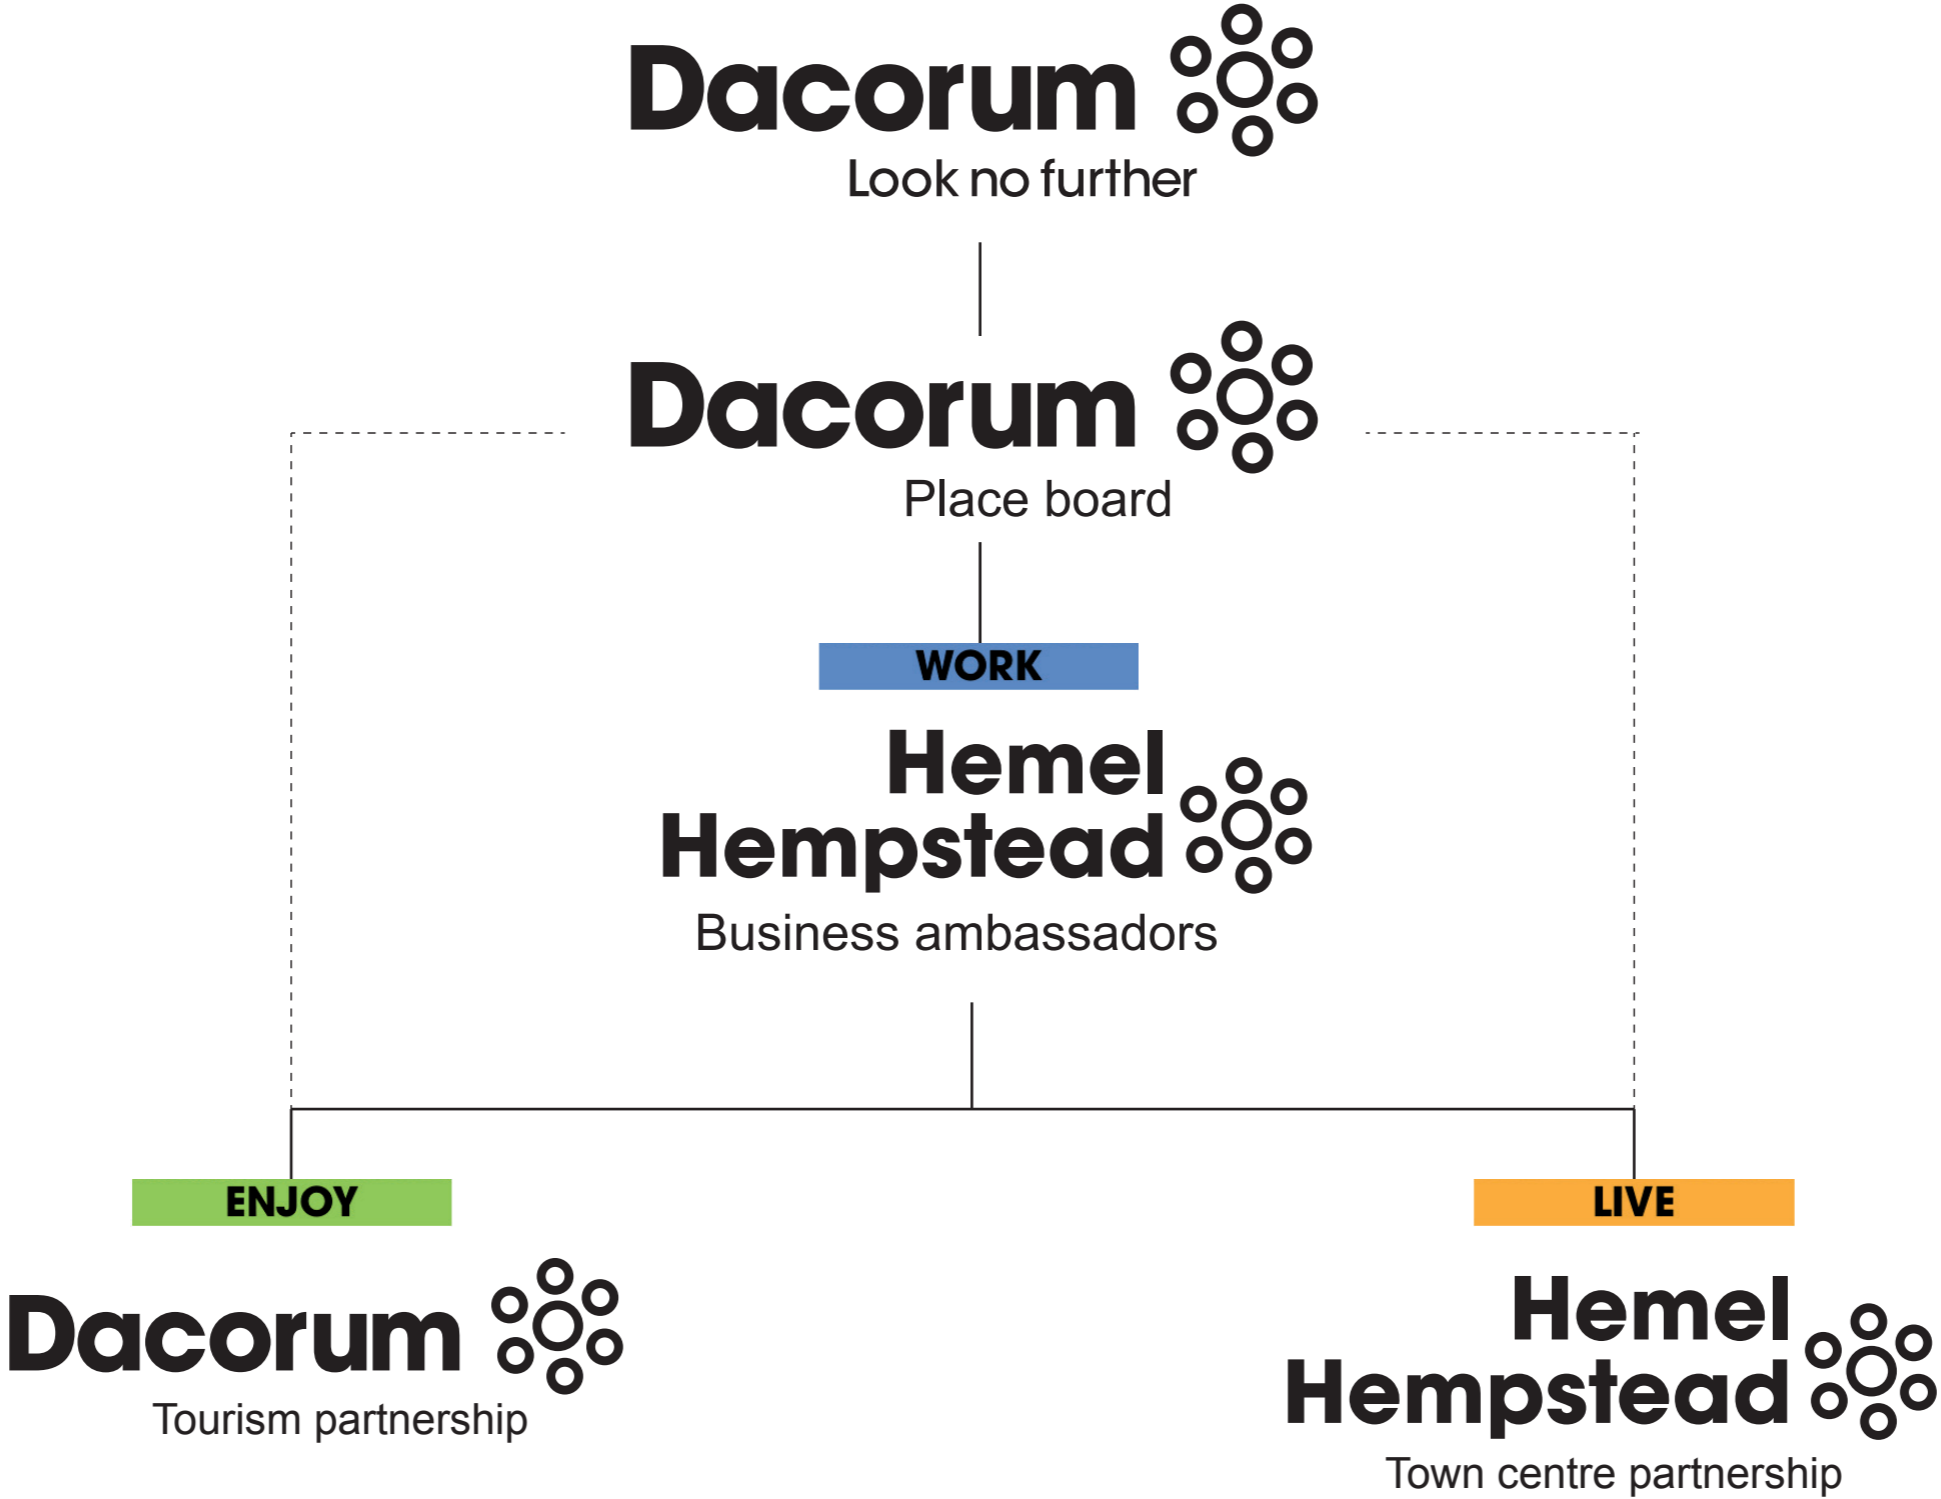 Dacorum
Look no further
Dacorum
Place board
WORK
Hemel
Hempstead
Business ambassadors
ENJOY
Dacorum
Tourism partnership
LIVE
Hemel
Hempstead
Town centre partnership